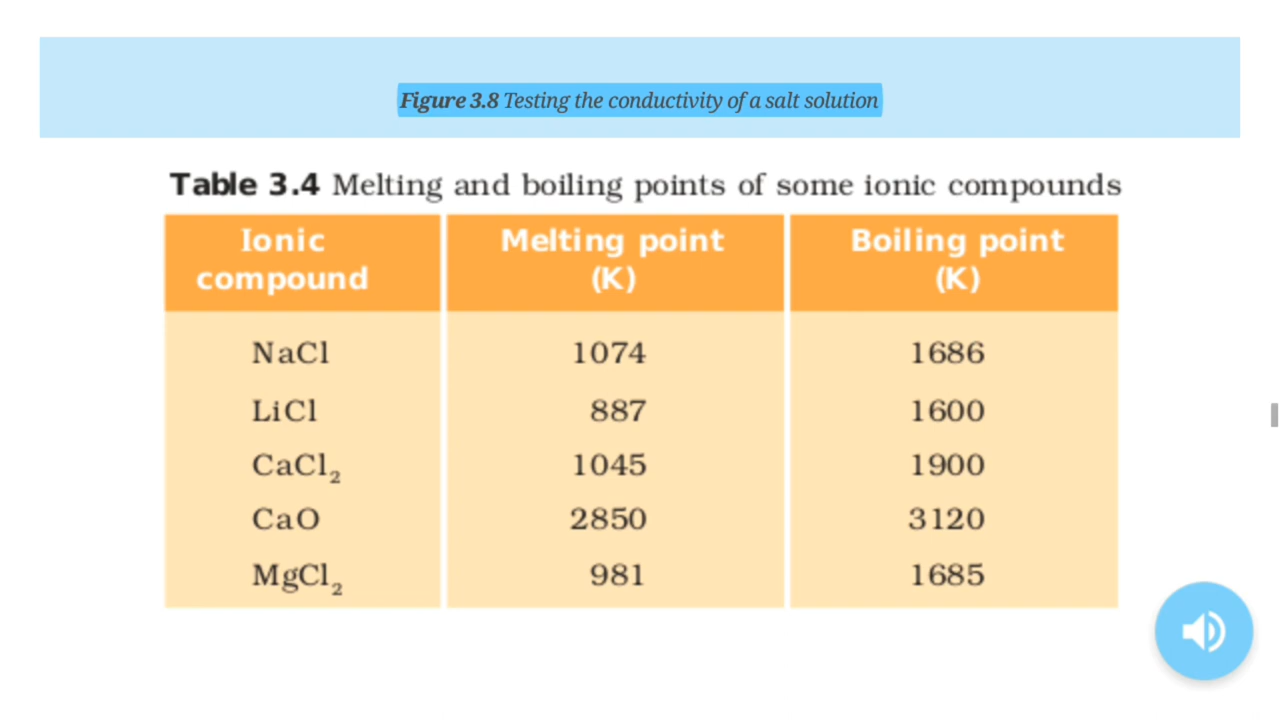 Figure 3.8 Testing the conductivity of a salt solution
Table 3.4 Melting and boiling points of some ionic compounds
Ionic compound Melting point (K) Boiling point (K)
NaCl 1074 1686
LiCl 887 1600
CaCl₂ 1045 1900
CaO 2850 3120
MgCl₂ 981 1685